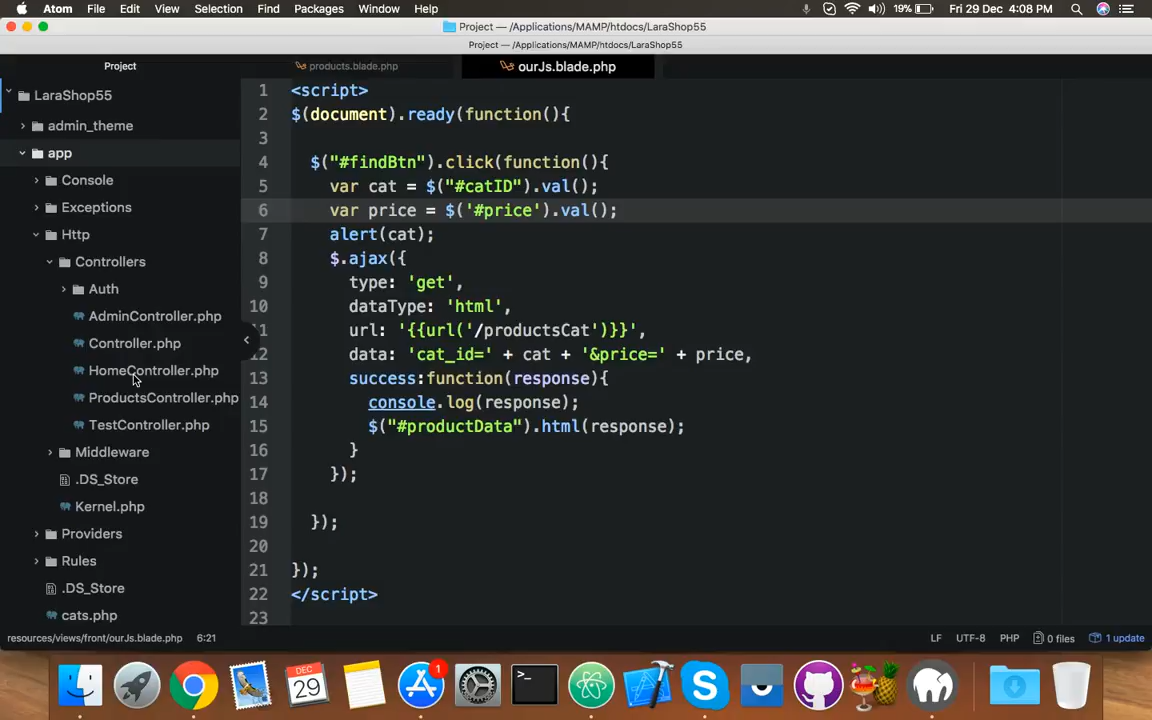 Atom File Edit View Selection Find Packages Window Help 19% Fri 29 Dec 4:08 PM
Project — /Applications/MAMP/htdocs/LaraShop55
Project — /Applications/MAMP/htdocs/LaraShop55
Project products.blade.php ourJs.blade.php
LaraShop55
admin_theme
app
Console
Exceptions
Http
Controllers
Auth
AdminController.php
Controller.php
HomeController.php
ProductsController.php
TestController.php
Middleware
.DS_Store
Kernel.php
Providers
Rules
.DS_Store
cats.php
1 <script>
2 $(document).ready(function(){
3
4 $("#findBtn").click(function(){
5 var cat = $("#catID").val();
6 var price = $('#price').val();
7 alert(cat);
8 $.ajax({
9 type: 'get',
10 dataType: 'html',
11 url: '{{url('/productsCat')}}',
12 data: 'cat_id=' + cat + '&price=' + price,
13 success:function(response){
14 console.log(response);
15 $("#productData").html(response);
16 }
17 });
18
19 });
20
21 });
22 </script>
23
resources/views/front/ourJs.blade.php 6:21 LF UTF-8 PHP 0 files 1 update
DEC
29
1
>_
S